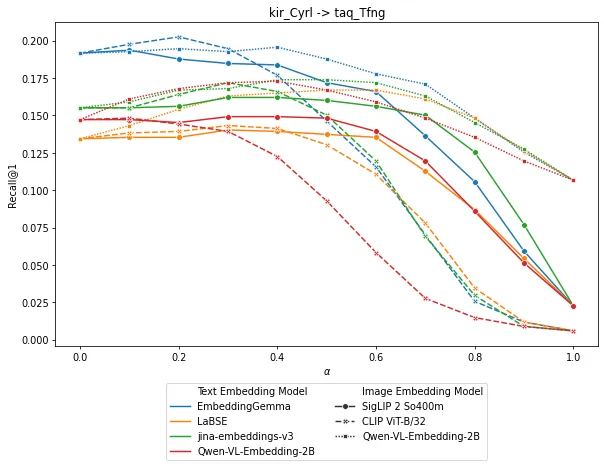 kir_Cyrl -> taq_Tfng
Recall@1
0.200
0.175
0.150
0.125
0.100
0.075
0.050
0.025
0.000
0.0 0.2 0.4 0.6 0.8 1.0
α
Text Embedding Model Image Embedding Model
EmbeddingGemma SigLIP 2 So400m
LaBSE CLIP ViT-B/32
jina-embeddings-v3 Qwen-VL-Embedding-2B
Qwen-VL-Embedding-2B